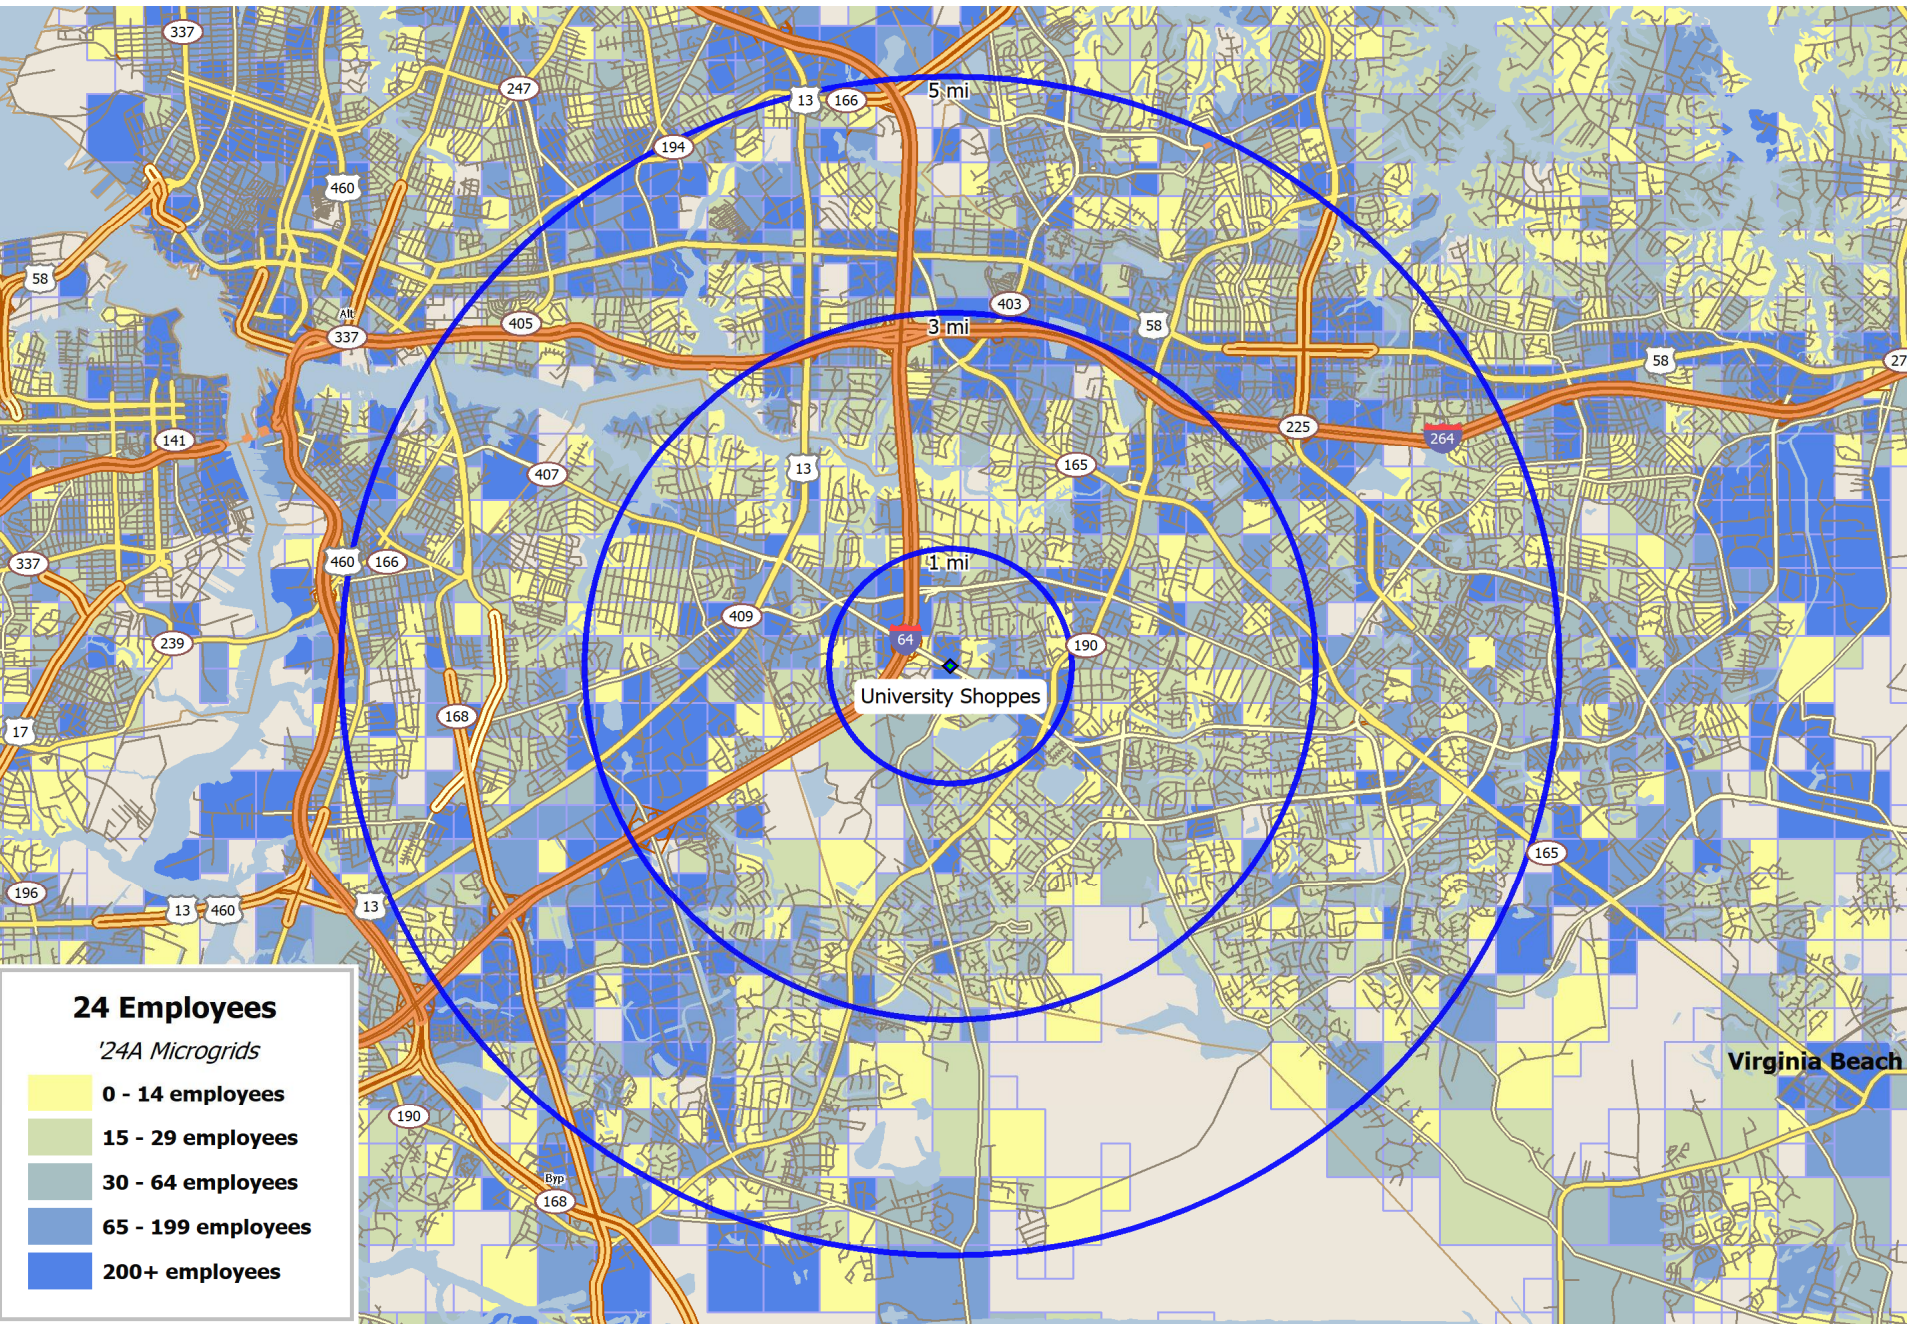 337
247
13
166
5 mi
194
460
58
403
Alt
337
405
3 mi
58
58
27
141
225
264
13
165
407
337
460
166
1 mi
409
64
190
239
University Shoppes
168
17
165
196
13
460
13
24 Employees
'24A Microgrids
0 - 14 employees
15 - 29 employees
30 - 64 employees
65 - 199 employees
200+ employees
Virginia Beach
190
Byp
168